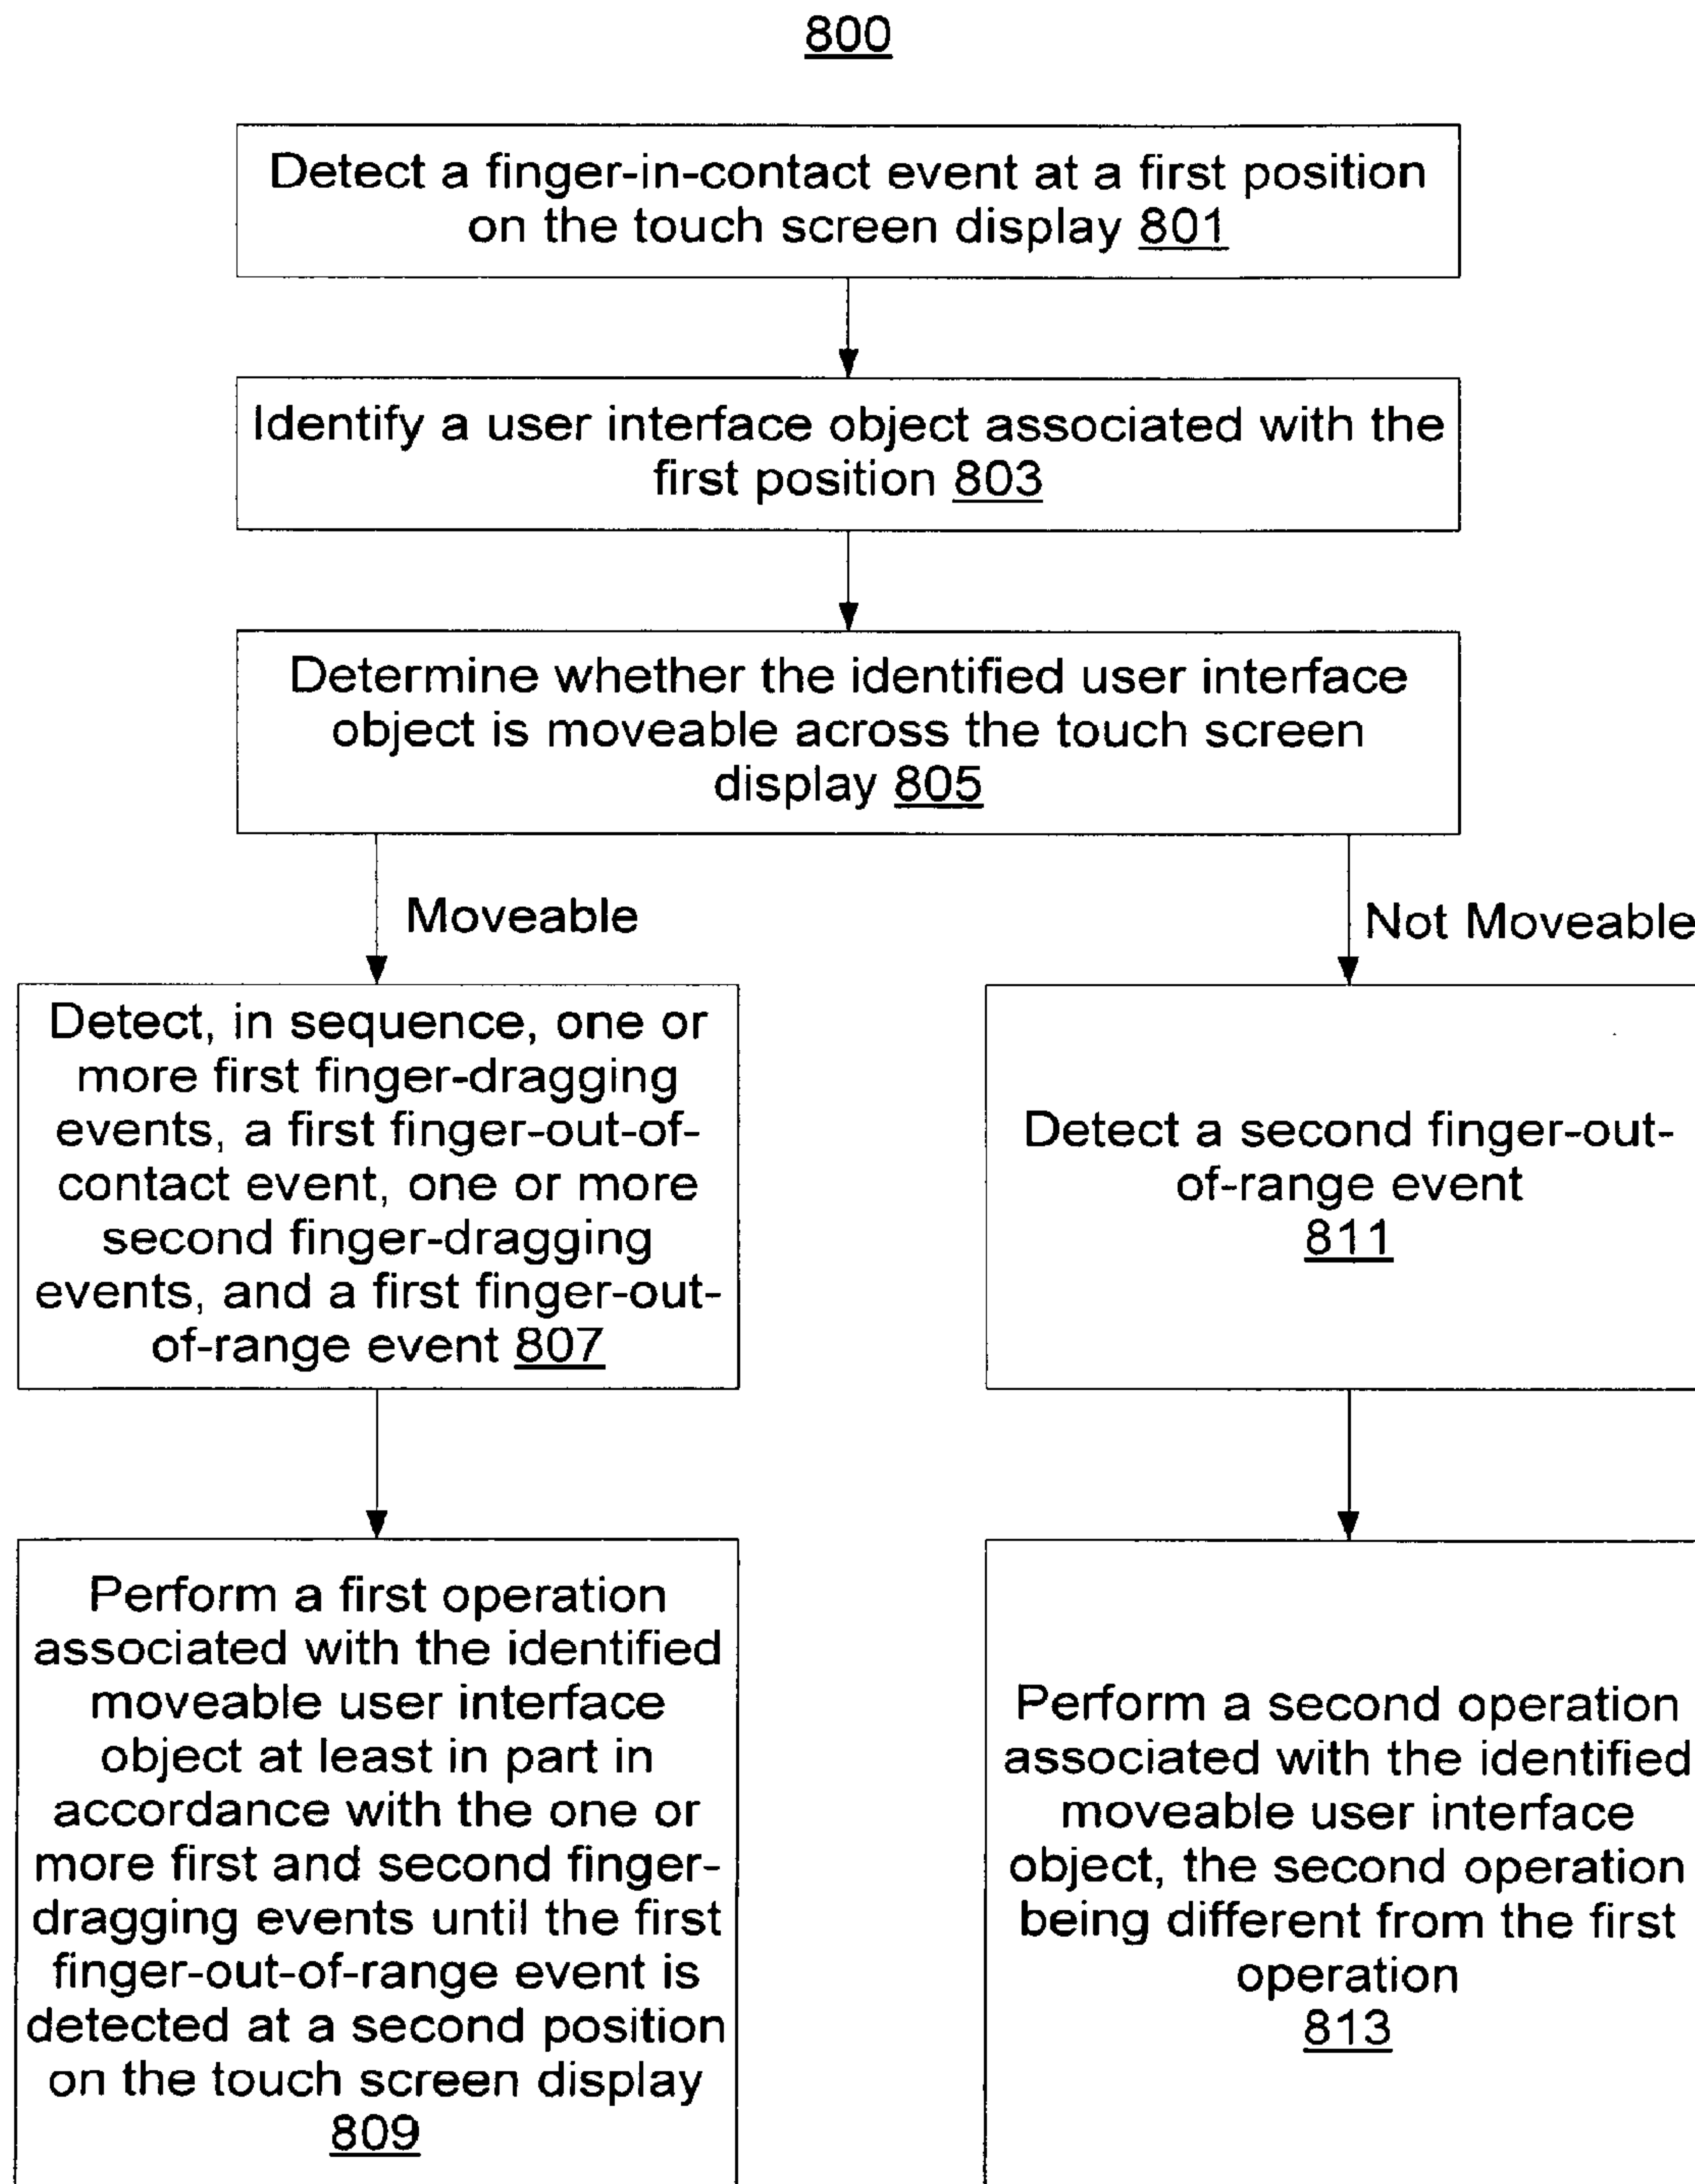 800
Detect a finger-in-contact event at a first position
on the touch screen display 801
Identify a user interface object associated with the
first position 803
Determine whether the identified user interface
object is moveable across the touch screen
display 805
Moveable
Not Moveable
Detect, in sequence, one or
more first finger-dragging
events, a first finger-out-of-
contact event, one or more
second finger-dragging
events, and a first finger-out-
of-range event 807
Detect a second finger-out-
of-range event
811
Perform a first operation
associated with the identified
moveable user interface
object at least in part in
accordance with the one or
more first and second finger-
dragging events until the first
finger-out-of-range event is
detected at a second position
on the touch screen display
809
Perform a second operation
associated with the identified
moveable user interface
object, the second operation
being different from the first
operation
813